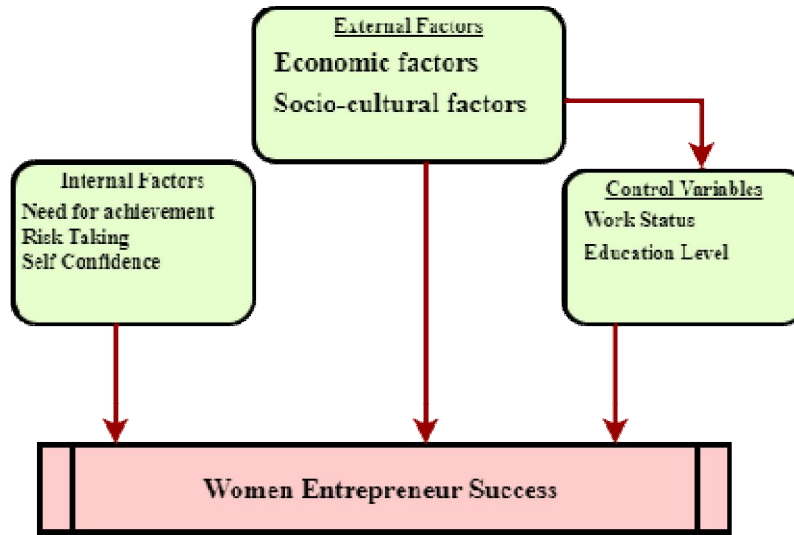 External Factors
Economic factors
Socio-cultural factors
Internal Factors
Need for achievement
Risk Taking
Self Confidence
Control Variables
Work Status
Education Level
Women Entrepreneur Success